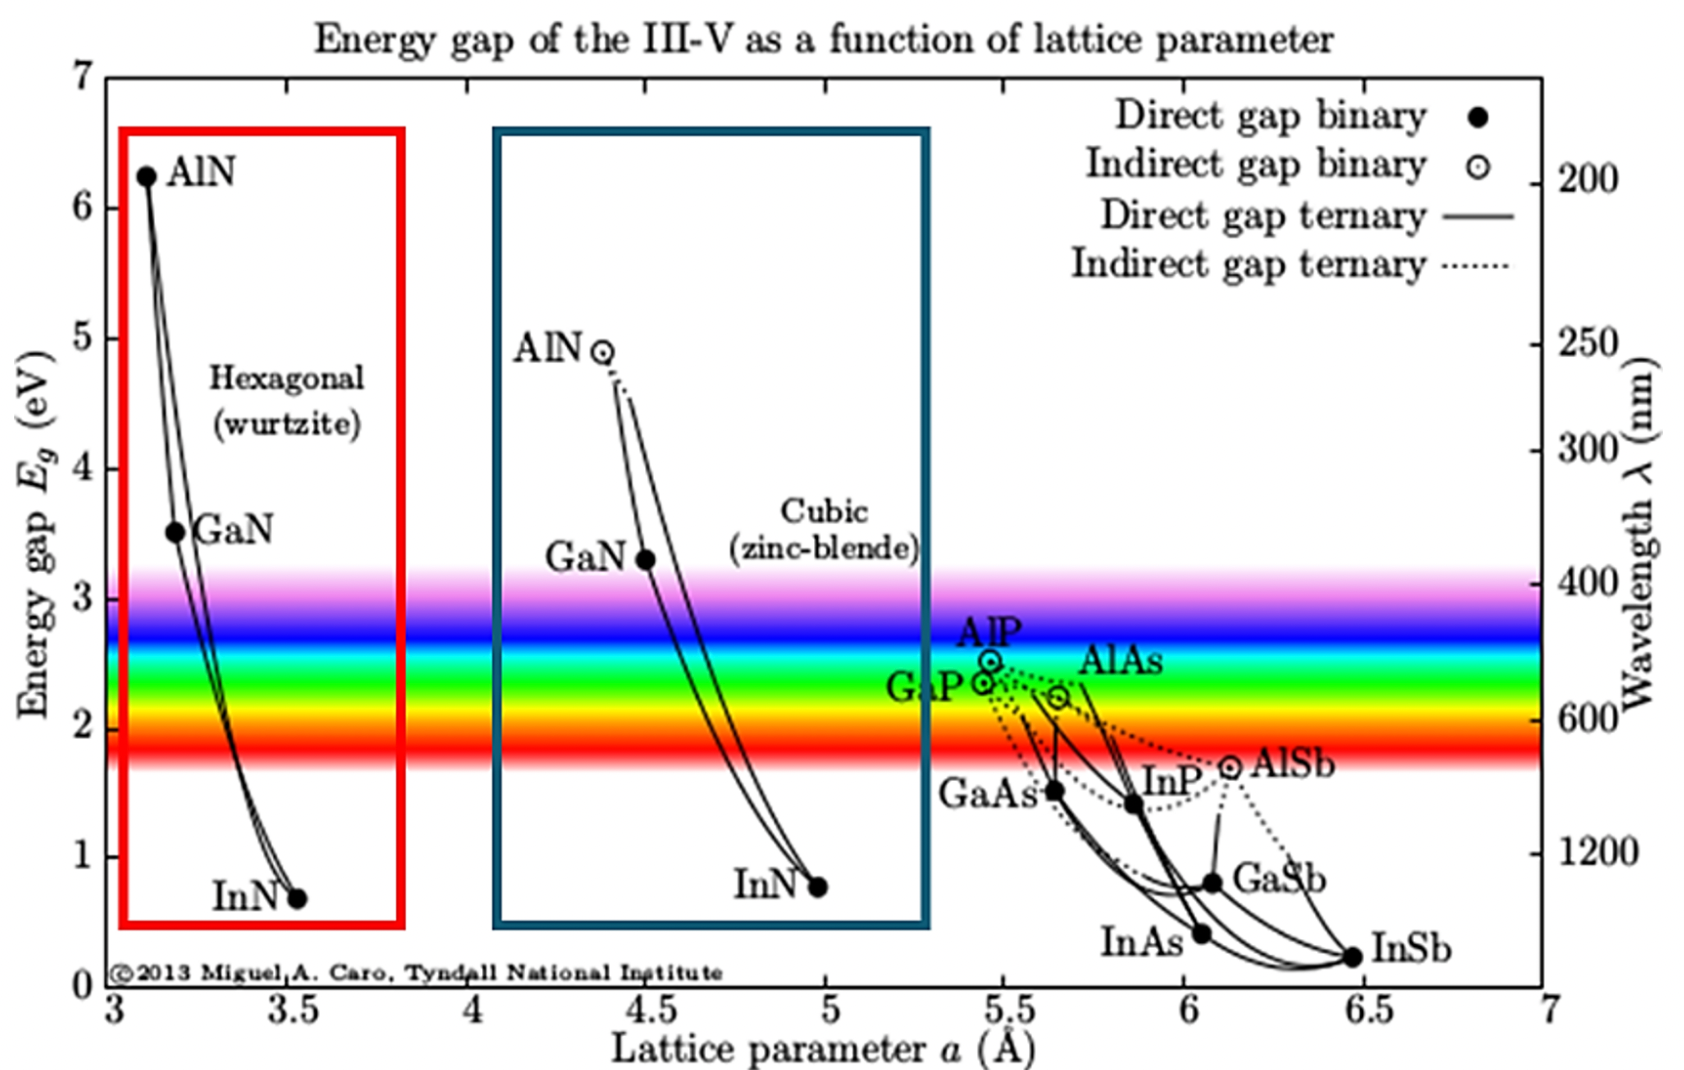 Energy gap of the III-V as a function of lattice parameter
7
6
5
4
3
2
1
0
Energy gap Eg (eV)
Direct gap binary
Indirect gap binary
Direct gap ternary
Indirect gap ternary
200
250
300
400
600
1200
Wavelength λ (nm)
AlN
Hexagonal
(wurtzite)
GaN
InN
AlN
Cubic
(zinc-blende)
GaN
InN
AlP
AlAs
GaP
InP
AlSb
GaAs
GaSb
InAs
InSb
©2013 Miguel A. Caro, Tyndall National Institute
3 3.5 4 4.5 5 5.5 6 6.5 7
Lattice parameter a (Å)